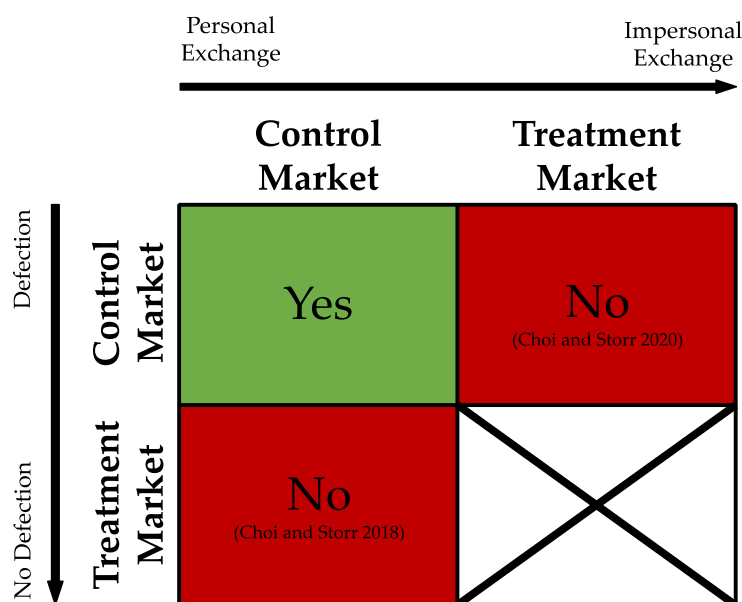 Personal
Exchange
Impersonal
Exchange
Control
Market
Treatment
Market
Defection
Control
Market
Yes
No
(Choi and Storr 2020)
No Defection
Treatment
Market
No
(Choi and Storr 2018)